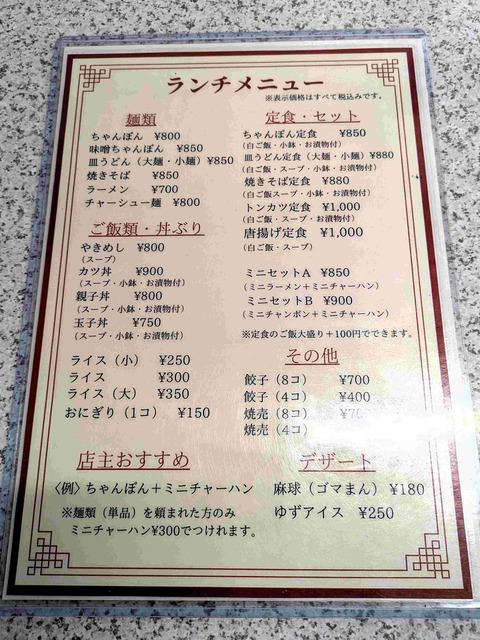 ランチメニュー
※表示価格はすべて税込みです。
麺類
ちゃんぽん ¥800
味噌ちゃんぽん ¥850
皿うどん（大麺・小麺）¥850
焼きそば ¥850
ラーメン ¥700
チャーシュー麺 ¥800
ご飯類・丼ぶり
やきめし ¥800
（スープ）
カツ丼 ¥900
（スープ・小鉢・お漬物付）
親子丼 ¥800
（スープ・小鉢・お漬物付）
玉子丼 ¥750
（スープ・小鉢・お漬物付）
ライス（小） ¥250
ライス ¥300
ライス（大） ¥350
おにぎり（1コ） ¥150
定食・セット
ちゃんぽん定食 ¥850
（白ご飯・小鉢・お漬物付）
皿うどん定食（大麺・小麺）¥880
（白ご飯・スープ・小鉢・お漬物付）
焼きそば定食 ¥880
（白ご飯スープ・小鉢・お漬物付）
トンカツ定食 ¥1,000
（白ご飯・スープ・お漬物付）
唐揚げ定食 ¥1,000
（白ご飯・スープ）
ミニセットA ¥850
（ミニラーメン＋ミニチャーハン）
ミニセットB ¥900
（ミニチャンポン＋ミニチャーハン）
※定食のご飯大盛り＋100円でできます。
その他
餃子（8コ） ¥700
餃子（4コ） ¥400
焼売（8コ） ¥70
焼売（4コ）
店主おすすめ
〈例〉ちゃんぽん＋ミニチャーハン
※麺類（単品）を頼まれた方のみ
ミニチャーハン¥300でつけれます。
デザート
麻球（ゴマまん）¥180
ゆずアイス ¥250